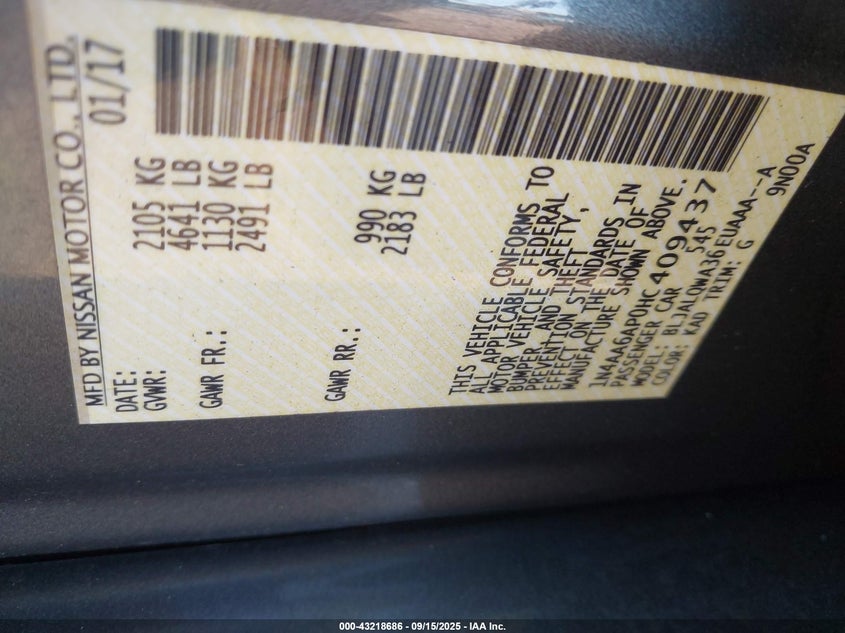 MFD BY NISSAN MOTOR CO., LTD.
DATE: 01/17
GVWR: 2105 KG
4641 LB
GAWR FR.: 1130 KG
2491 LB
GAWR RR.: 990 KG
2183 LB
THIS VEHICLE CONFORMS TO
ALL APPLICABLE FEDERAL
MOTOR VEHICLE SAFETY,
BUMPER, AND THEFT
PREVENTION STANDARDS IN
EFFECT ON THE DATE OF
MANUFACTURE SHOWN ABOVE.
1N4AA6AP0HC409437
PASSENGER CAR 545
MODEL: BLJALOWA36EUAAA--A
COLOR: KAD TRIM: G 9N00A
000-43218686 - 09/15/2025 - IAA Inc.